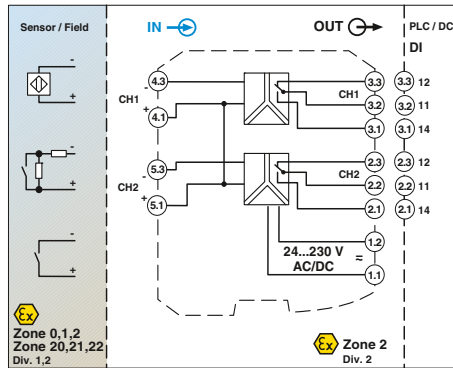 Sensor / Field
IN
OUT
PLC / DC
DI
-
+
-
+
-
+
4.3
-
CH1
+
4.1
5.3
-
CH2
+
5.1
3.3
CH1
3.2
3.1
2.3
CH2
2.2
2.1
1.2
24...230 V
AC/DC
≈
1.1
3.3 12
3.2 11
3.1 14
2.3 12
2.2 11
2.1 14
Ex
Zone 0,1,2
Zone 20,21,22
Div. 1,2
Ex
Zone 2
Div. 2